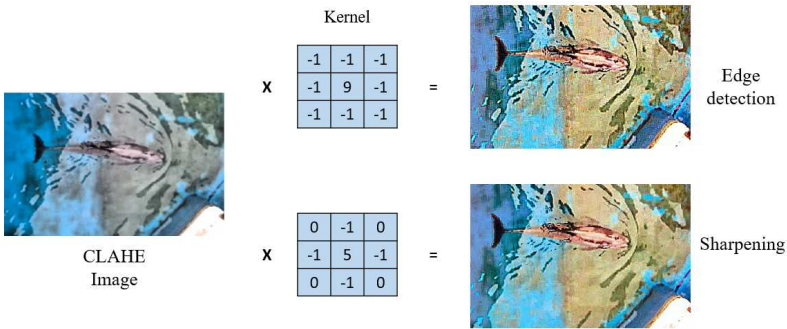 Kernel
-1 -1 -1
-1 9 -1
-1 -1 -1
X
=
Edge
detection
CLAHE
Image
0 -1 0
-1 5 -1
0 -1 0
X
=
Sharpening